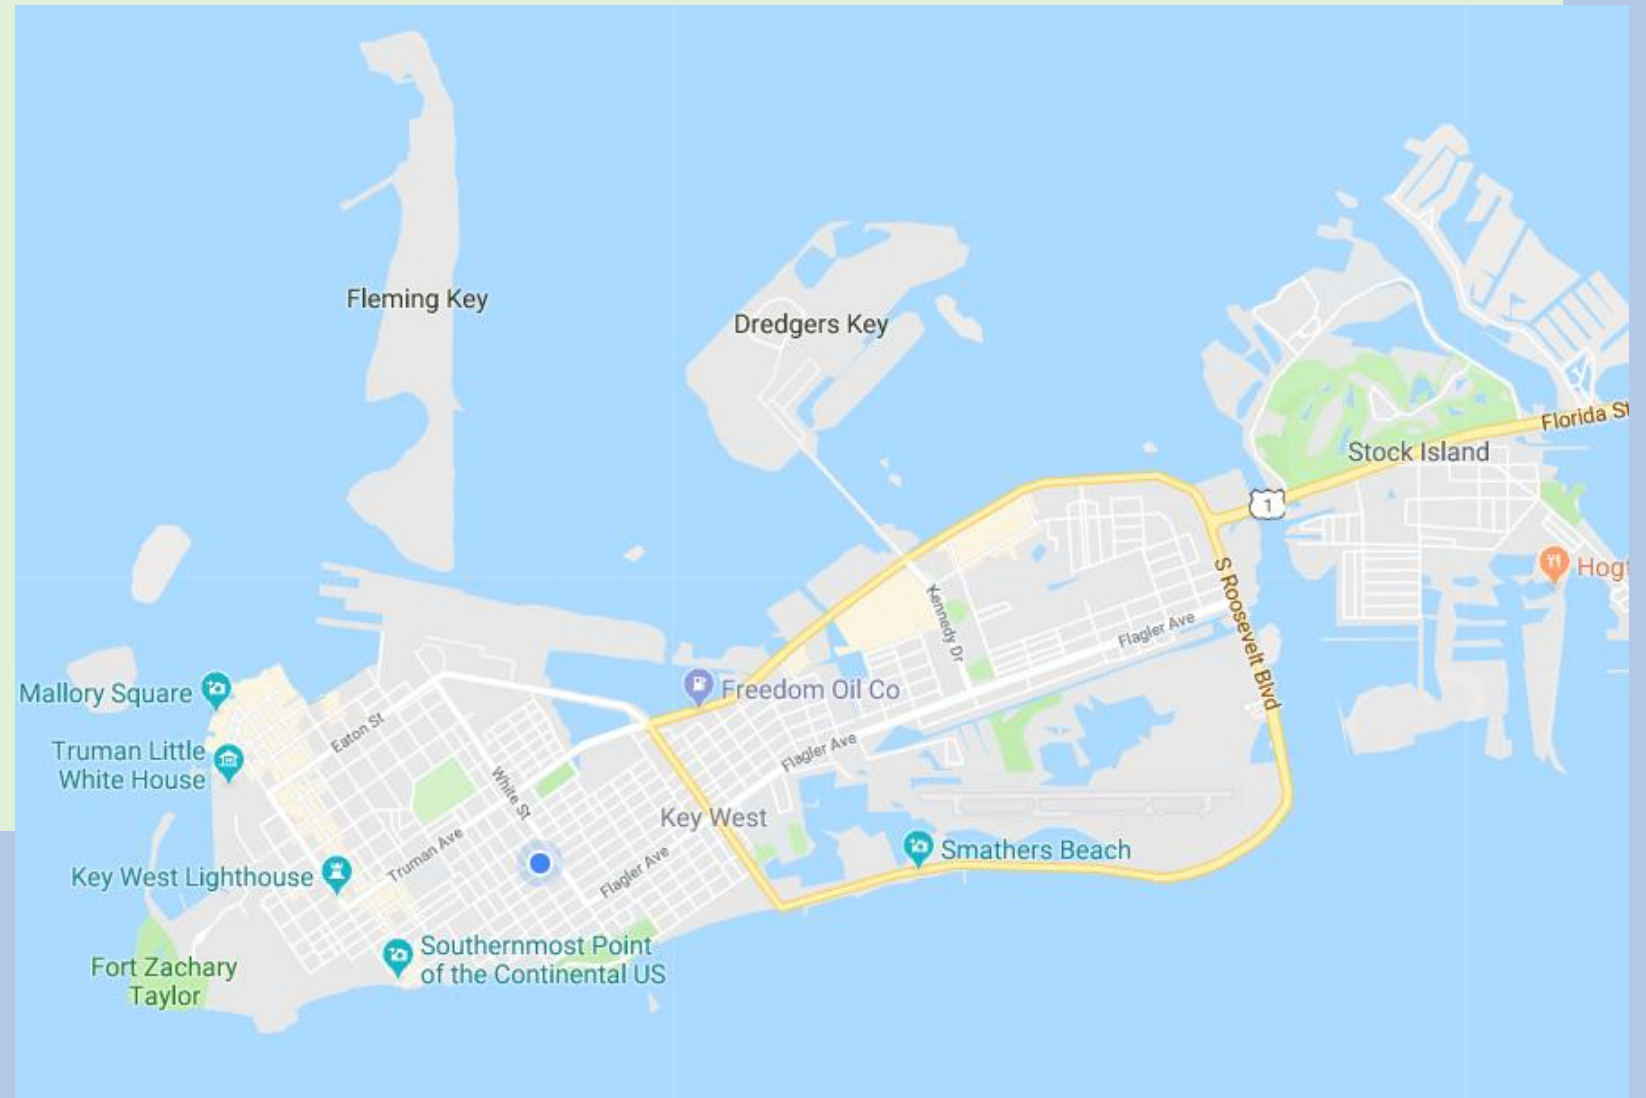 Fleming Key
Dredgers Key
Florida St
Stock Island
1
Hog
S Roosevelt Blvd
Kennedy Dr
Flagler Ave
Mallory Square
Freedom Oil Co
Eaton St
Truman Little
White House
Flagler Ave
White St
Key West
Truman Ave
Smathers Beach
Key West Lighthouse
Flagler Ave
Southernmost Point
of the Continental US
Fort Zachary
Taylor